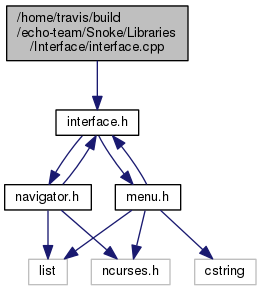 /home/travis/build
/echo-team/Snoke/Libraries
/Interface/interface.cpp
interface.h
navigator.h
menu.h
list
ncurses.h
cstring